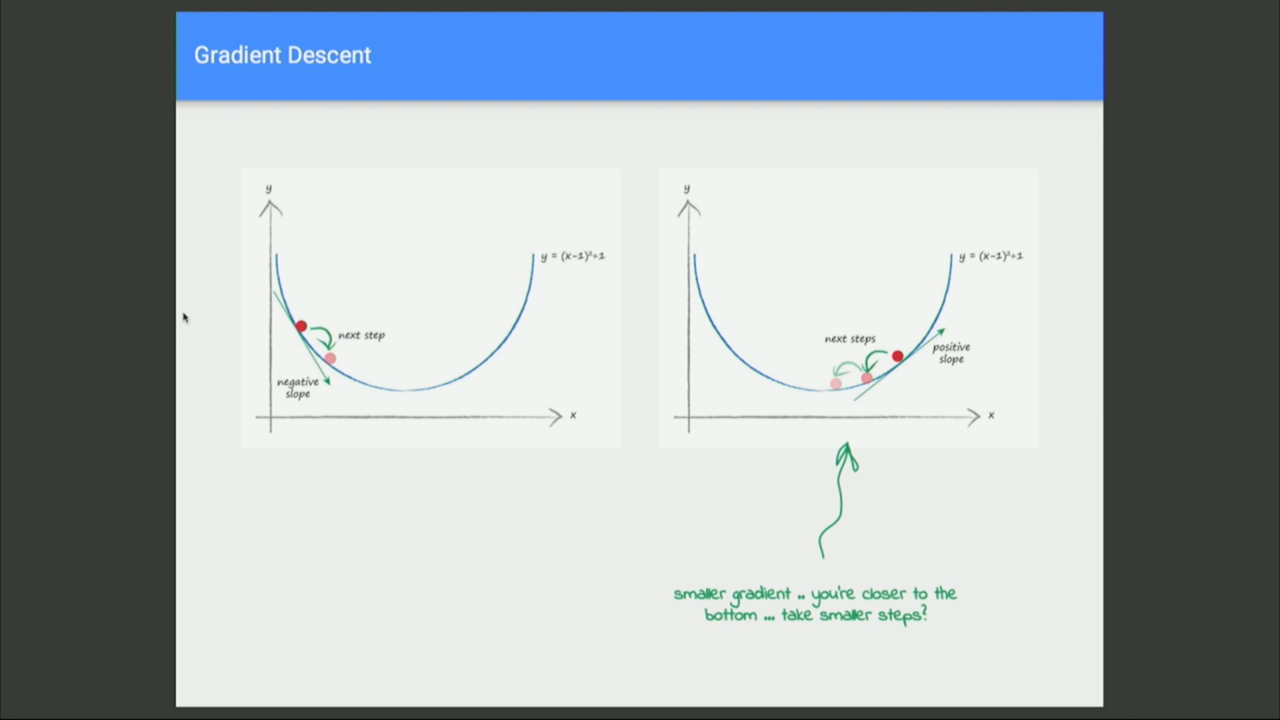 Gradient Descent
y
y = (x-1)²+1
next step
negative
slope
x
y
y = (x-1)²+1
next steps
positive
slope
x
smaller gradient .. you're closer to the
bottom ... take smaller steps?